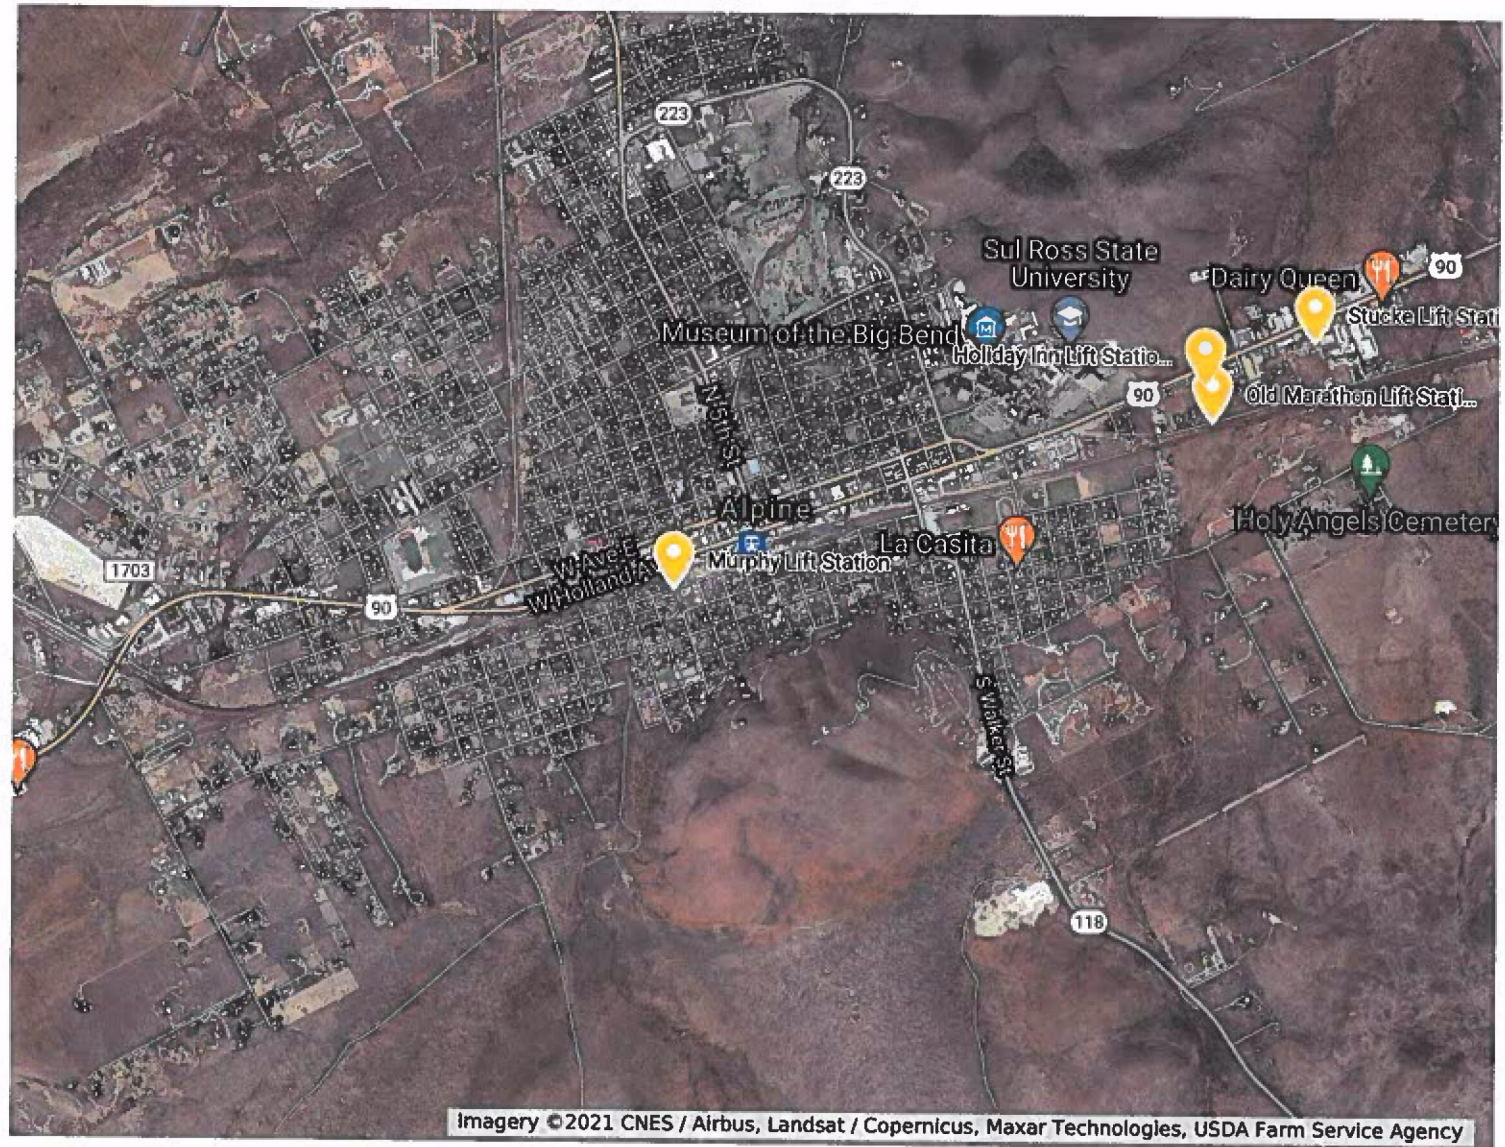 223
223
Sul Ross State
University
90
Dairy Queen
Stucke Lift Stati
Museum of the Big Bend
Holiday Inn Lift Statio...
90
Old Marathon Lift Stati...
N 5th St
Alpine
Holy Angels Cemetery
La Casita
W Ave E
Murphy Lift Station
1703
W Holland A
90
S Walker St
118
Imagery ©2021 CNES / Airbus, Landsat / Copernicus, Maxar Technologies, USDA Farm Service Agency